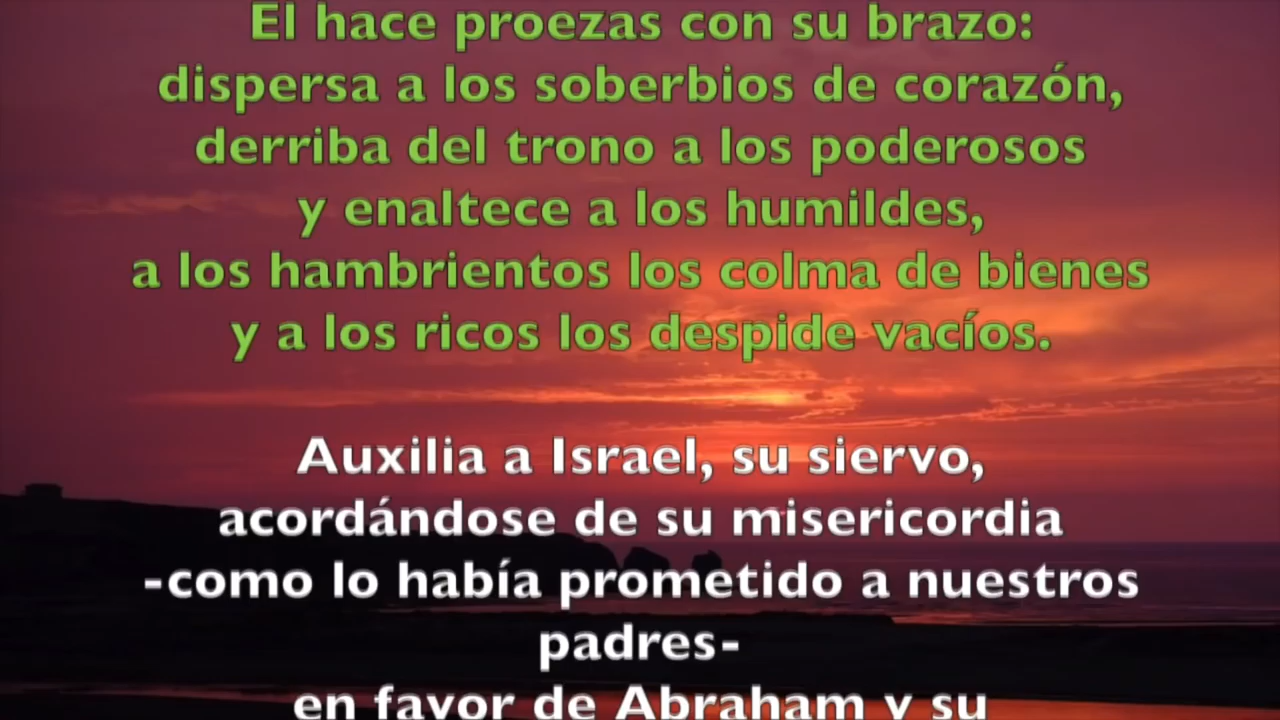 El hace proezas con su brazo:
dispersa a los soberbios de corazón,
derriba del trono a los poderosos
y enaltece a los humildes,
a los hambrientos los colma de bienes
y a los ricos los despide vacíos.
Auxilia a Israel, su siervo,
acordándose de su misericordia
-como lo había prometido a nuestros
padres-
en favor de Abraham y su